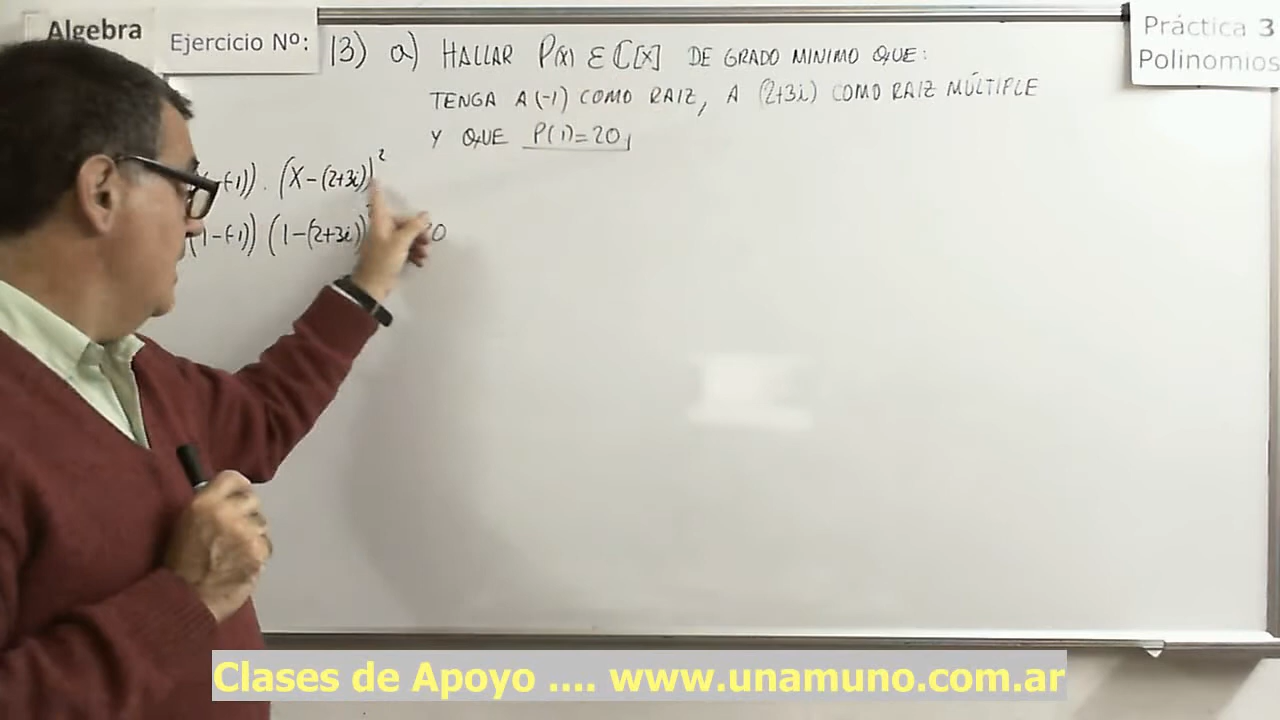 Algebra
Ejercicio Nº:
13) a) HALLAR P(x) ∈ ℂ[x] DE GRADO MINIMO QUE:
TENGA A (-1) COMO RAIZ, A (2+3i) COMO RAIZ MÚLTIPLE
Y QUE P(1)=20
Práctica 3
Polinomios
-(-1)) . (X-(2+3i))²
(1-(-1)) (1-(2+3i))
20
Clases de Apoyo .... www.unamuno.com.ar